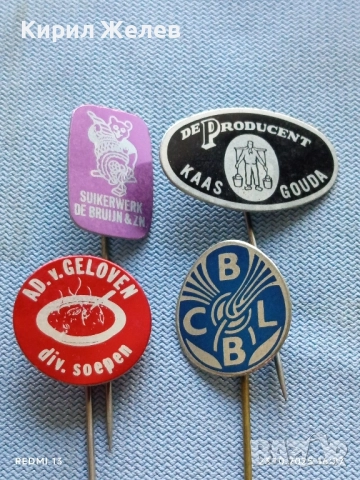 Кирил Желев
SUIKERWERK
DE BRUIJN & ZN.
DE PRODUCENT
KAAS GOUDA
AD. v. GELOVEN
div. soepen
B
C L
B
REDMI 13